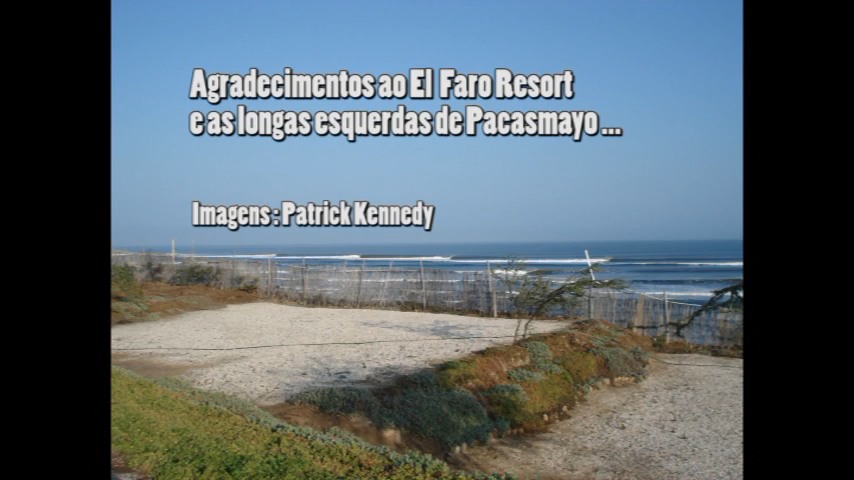 Agradecimentos ao El Faro Resort
e as longas esquerdas de Pacasmayo ...
Imagens : Patrick Kennedy